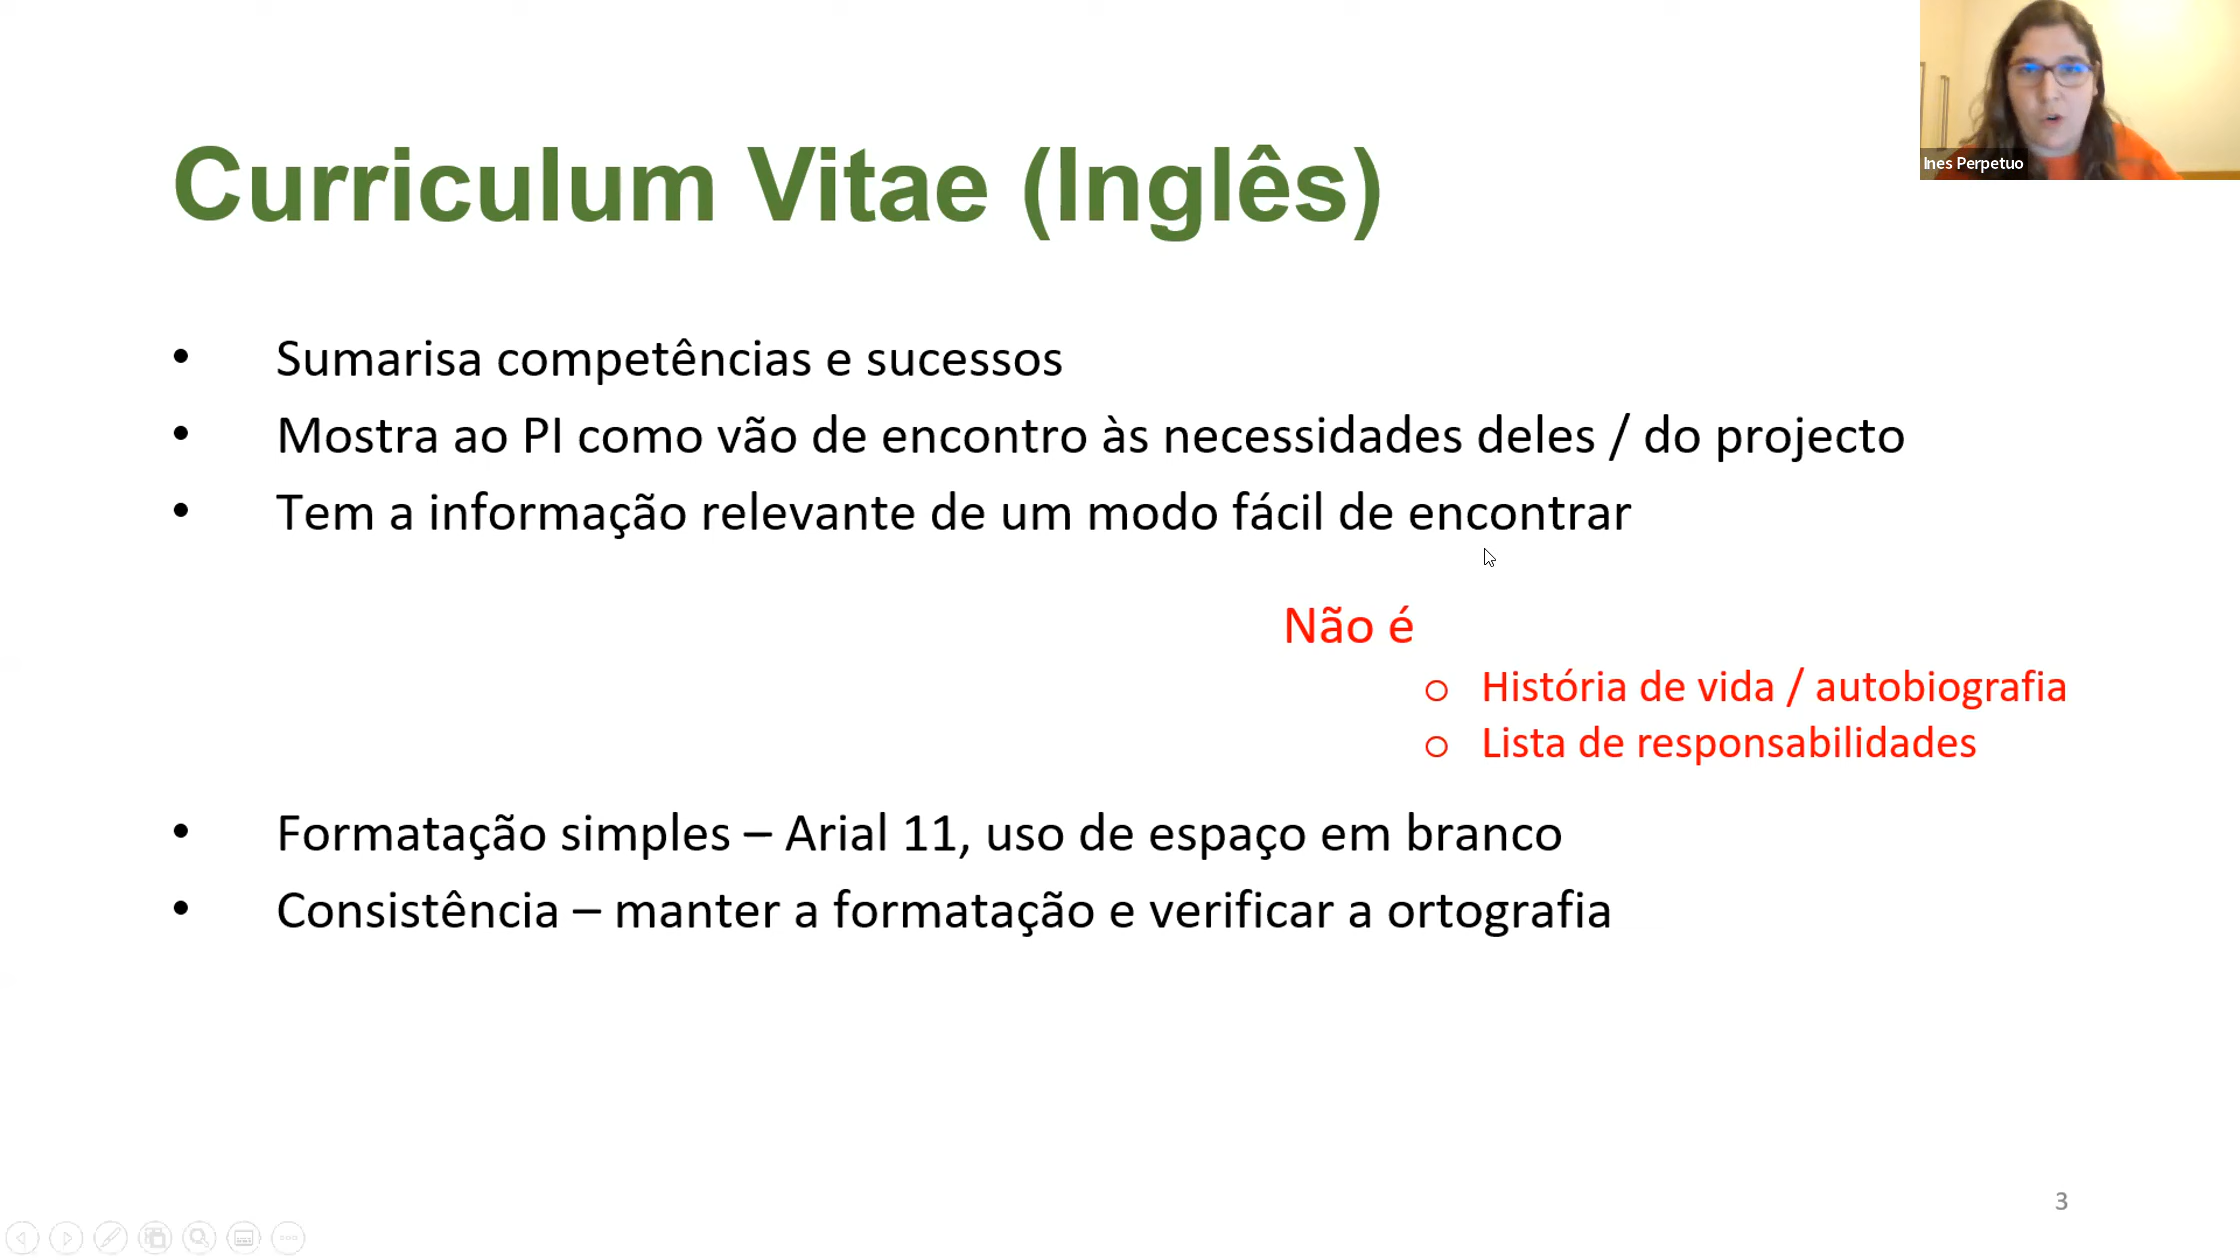 Ines Perpetuo
Curriculum Vitae (Inglês)
• Sumarisa competências e sucessos
• Mostra ao PI como vão de encontro às necessidades deles / do projecto
• Tem a informação relevante de um modo fácil de encontrar
Não é
o História de vida / autobiografia
o Lista de responsabilidades
• Formatação simples – Arial 11, uso de espaço em branco
• Consistência – manter a formatação e verificar a ortografia
3